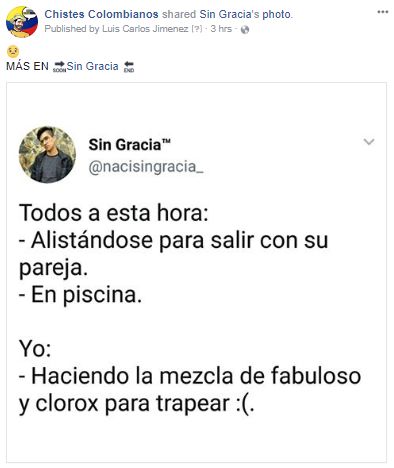 Chistes Colombianos shared Sin Gracia's photo.
Published by Luis Carlos Jimenez [?] · 3 hrs ·
MÁS EN SOON Sin Gracia END
Sin Gracia™
@nacisingracia_
Todos a esta hora:
- Alistándose para salir con su
pareja.
- En piscina.
Yo:
- Haciendo la mezcla de fabuloso
y clorox para trapear :(.